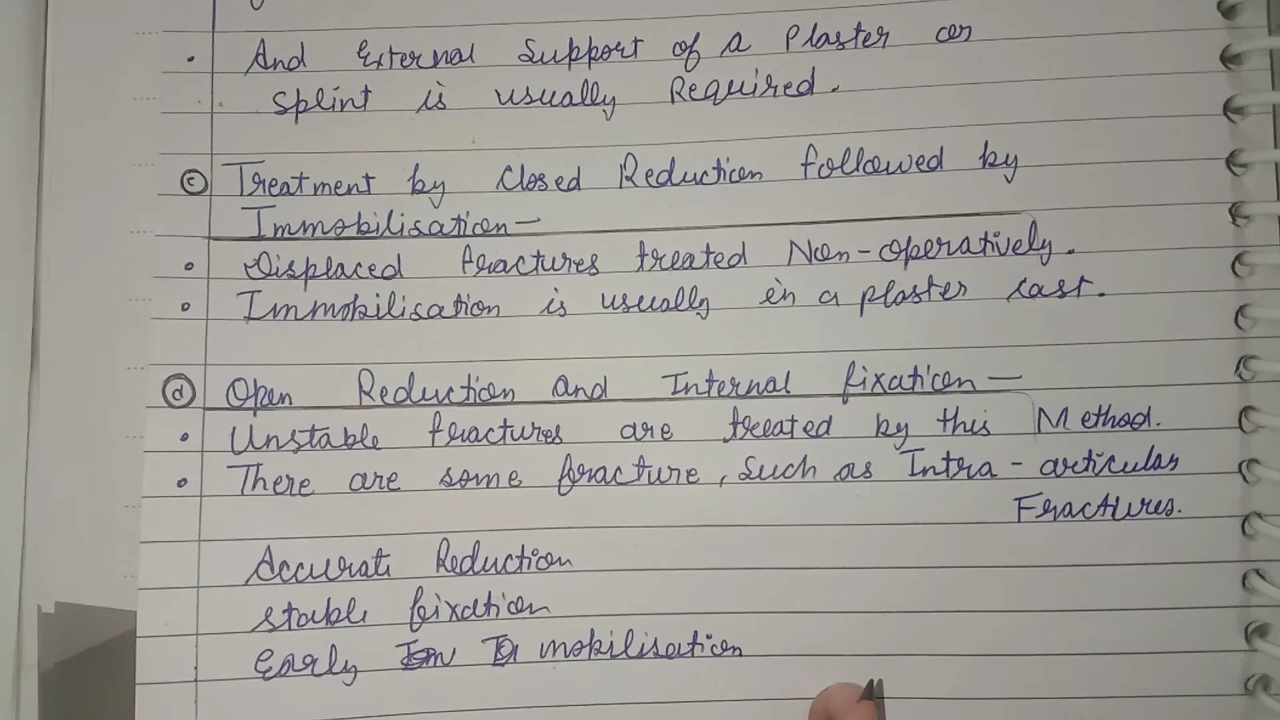 • And External Support of a Plaster or
splint is usually Required.
ⓒ Treatment by Closed Reduction followed by
Immobilisation—
• Displaced fractures treated Non-operatively.
• Immobilisation is usually in a plaster cast.
ⓓ Open Reduction and Internal fixation—
• Unstable fractures are treated by this Method.
• There are some fracture, such as Intra-articular
Fractures.
Accurate Reduction
stable fixation
Early mobilisation